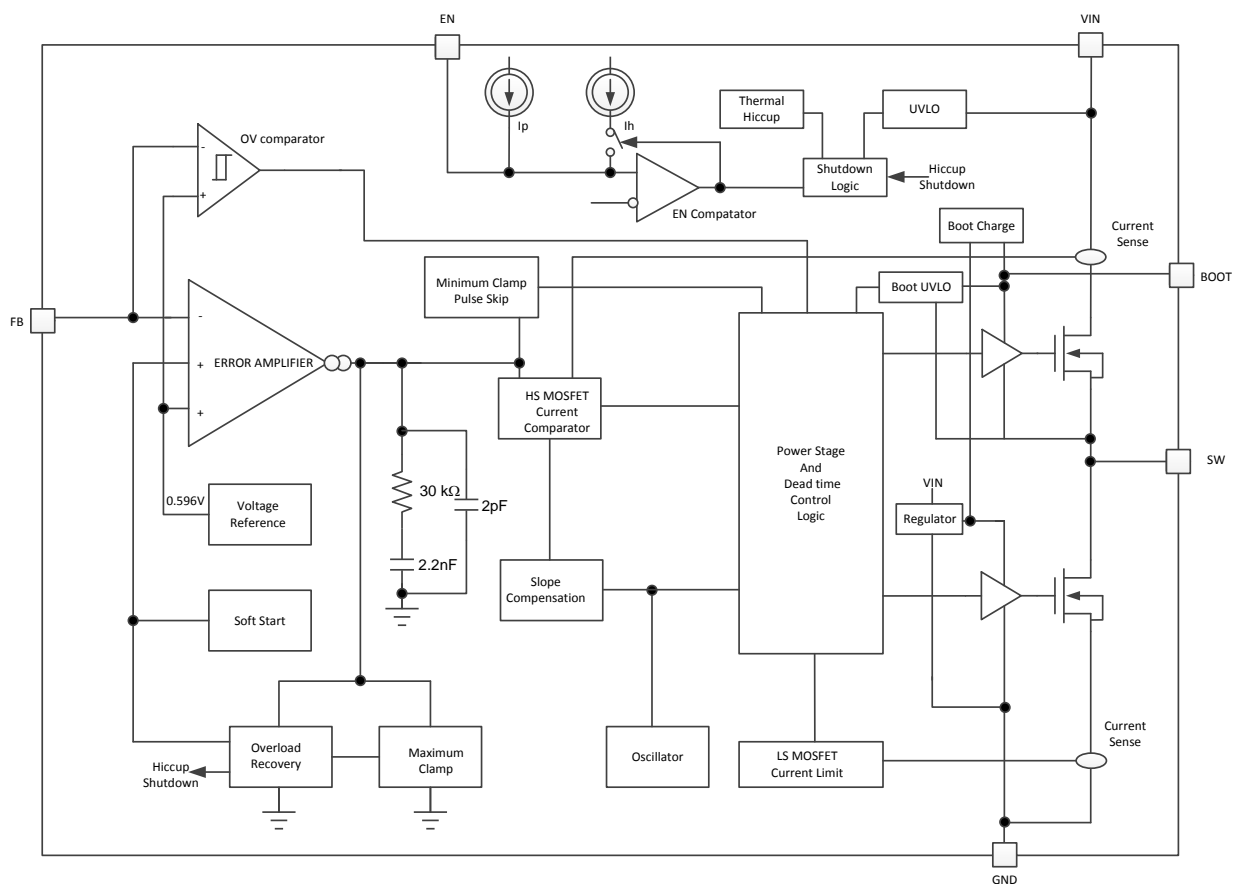 EN
VIN
Ip
Ih
Thermal
Hiccup
UVLO
OV comparator
-
+
Shutdown
Logic
Hiccup
Shutdown
EN Compatator
Boot Charge
Current
Sense
BOOT
Minimum Clamp
Pulse Skip
Boot UVLO
FB
-
ERROR AMPLIFIER
+
+
HS MOSFET
Current
Comparator
Power Stage
And
Dead time
Control
Logic
SW
0.596V
Voltage
Reference
30 kΩ
2pF
2.2nF
VIN
Regulator
Slope
Compensation
Soft Start
Overload
Recovery
Maximum
Clamp
Hiccup
Shutdown
Oscillator
LS MOSFET
Current Limit
Current
Sense
GND